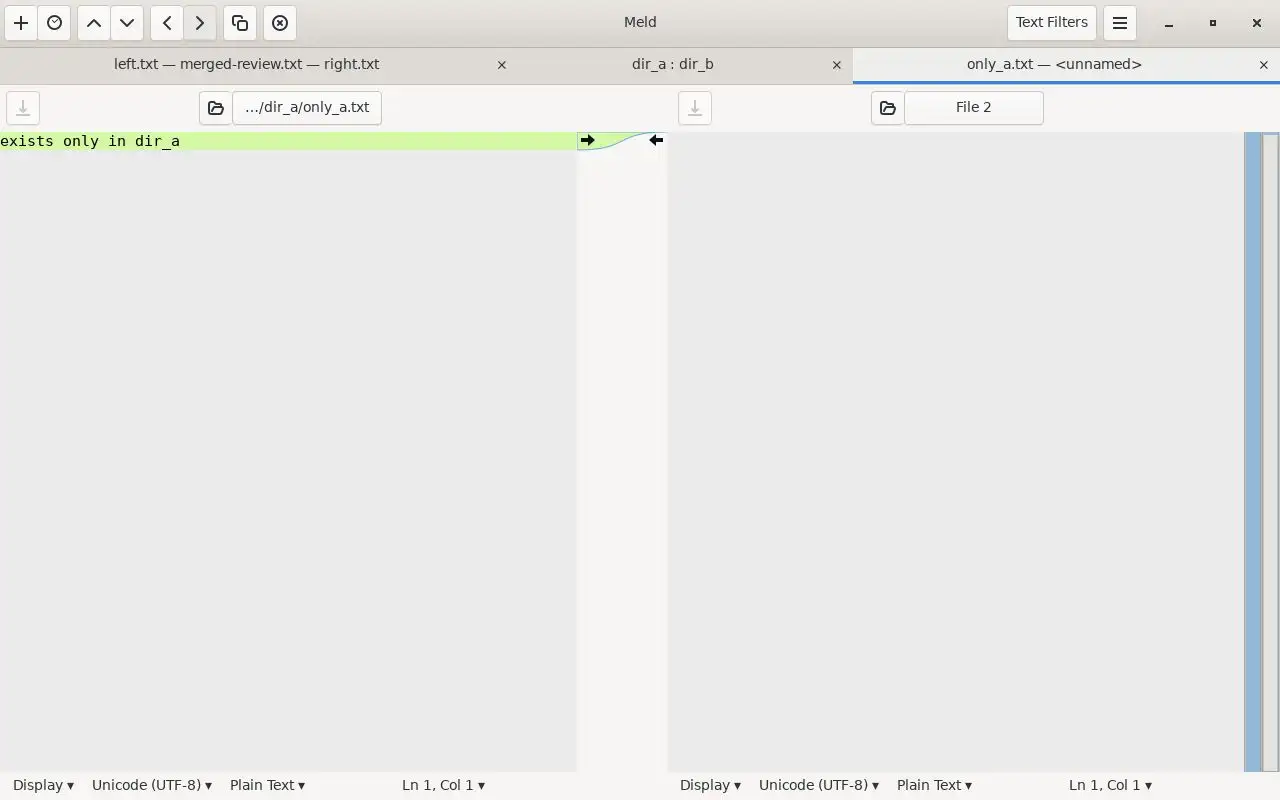 Meld
Text Filters
left.txt — merged-review.txt — right.txt
dir_a : dir_b
only_a.txt — <unnamed>
.../dir_a/only_a.txt
File 2
exists only in dir_a
Display ▾ Unicode (UTF-8) ▾ Plain Text ▾ Ln 1, Col 1 ▾
Display ▾ Unicode (UTF-8) ▾ Plain Text ▾ Ln 1, Col 1 ▾